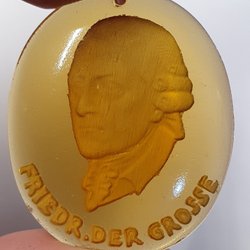 FRIEDR. DER GROSSE